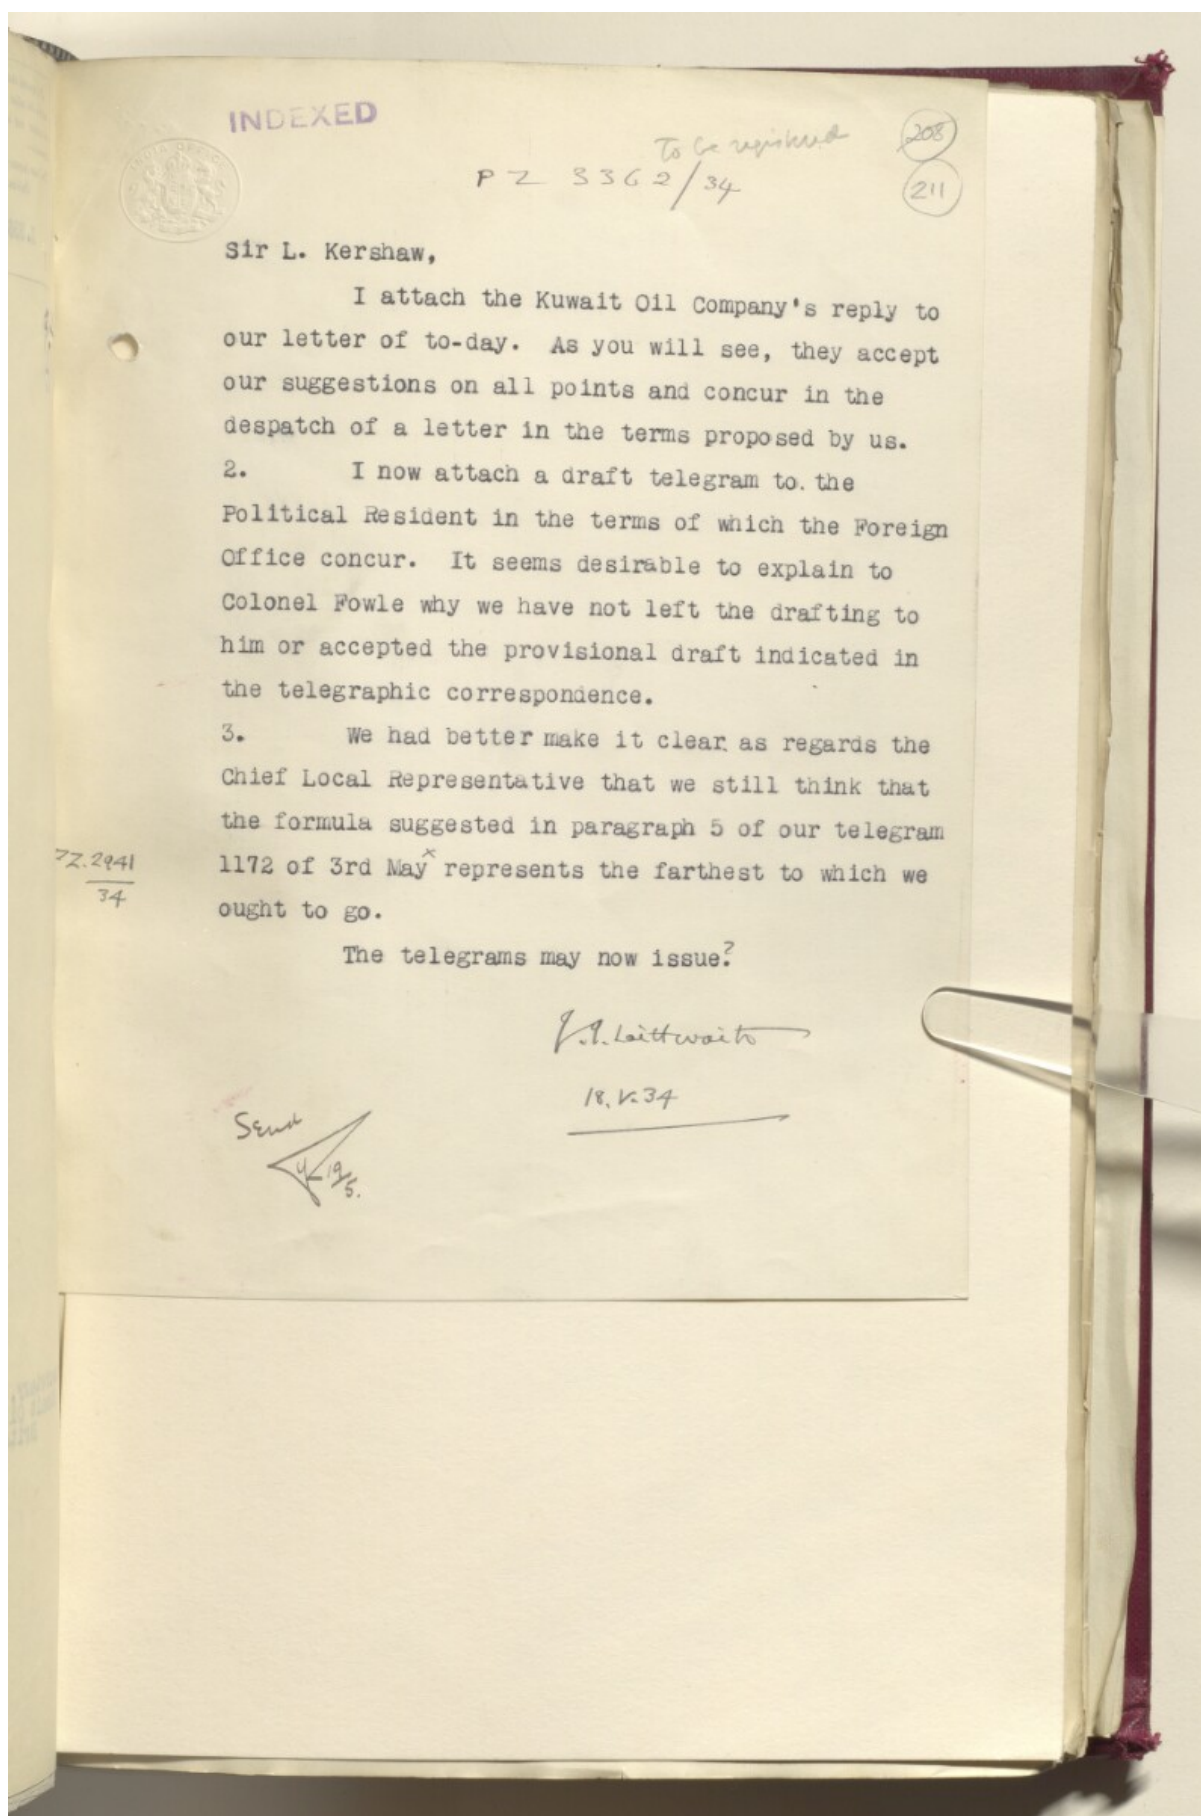 INDEXED
To be registered
208
P Z 3362/34
211
INDIA OFFICE
Sir L. Kershaw,
I attach the Kuwait Oil Company's reply to
our letter of to-day. As you will see, they accept
our suggestions on all points and concur in the
despatch of a letter in the terms proposed by us.
2. I now attach a draft telegram to the
Political Resident in the terms of which the Foreign
Office concur. It seems desirable to explain to
Colonel Fowle why we have not left the drafting to
him or accepted the provisional draft indicated in
the telegraphic correspondence.
3. We had better make it clear as regards the
Chief Local Representative that we still think that
the formula suggested in paragraph 5 of our telegram
PZ.2941
34
1172 of 3rd May x represents the farthest to which we
ought to go.
The telegrams may now issue?
J.G. Laithwaite
18.V.34
Send
19/5.